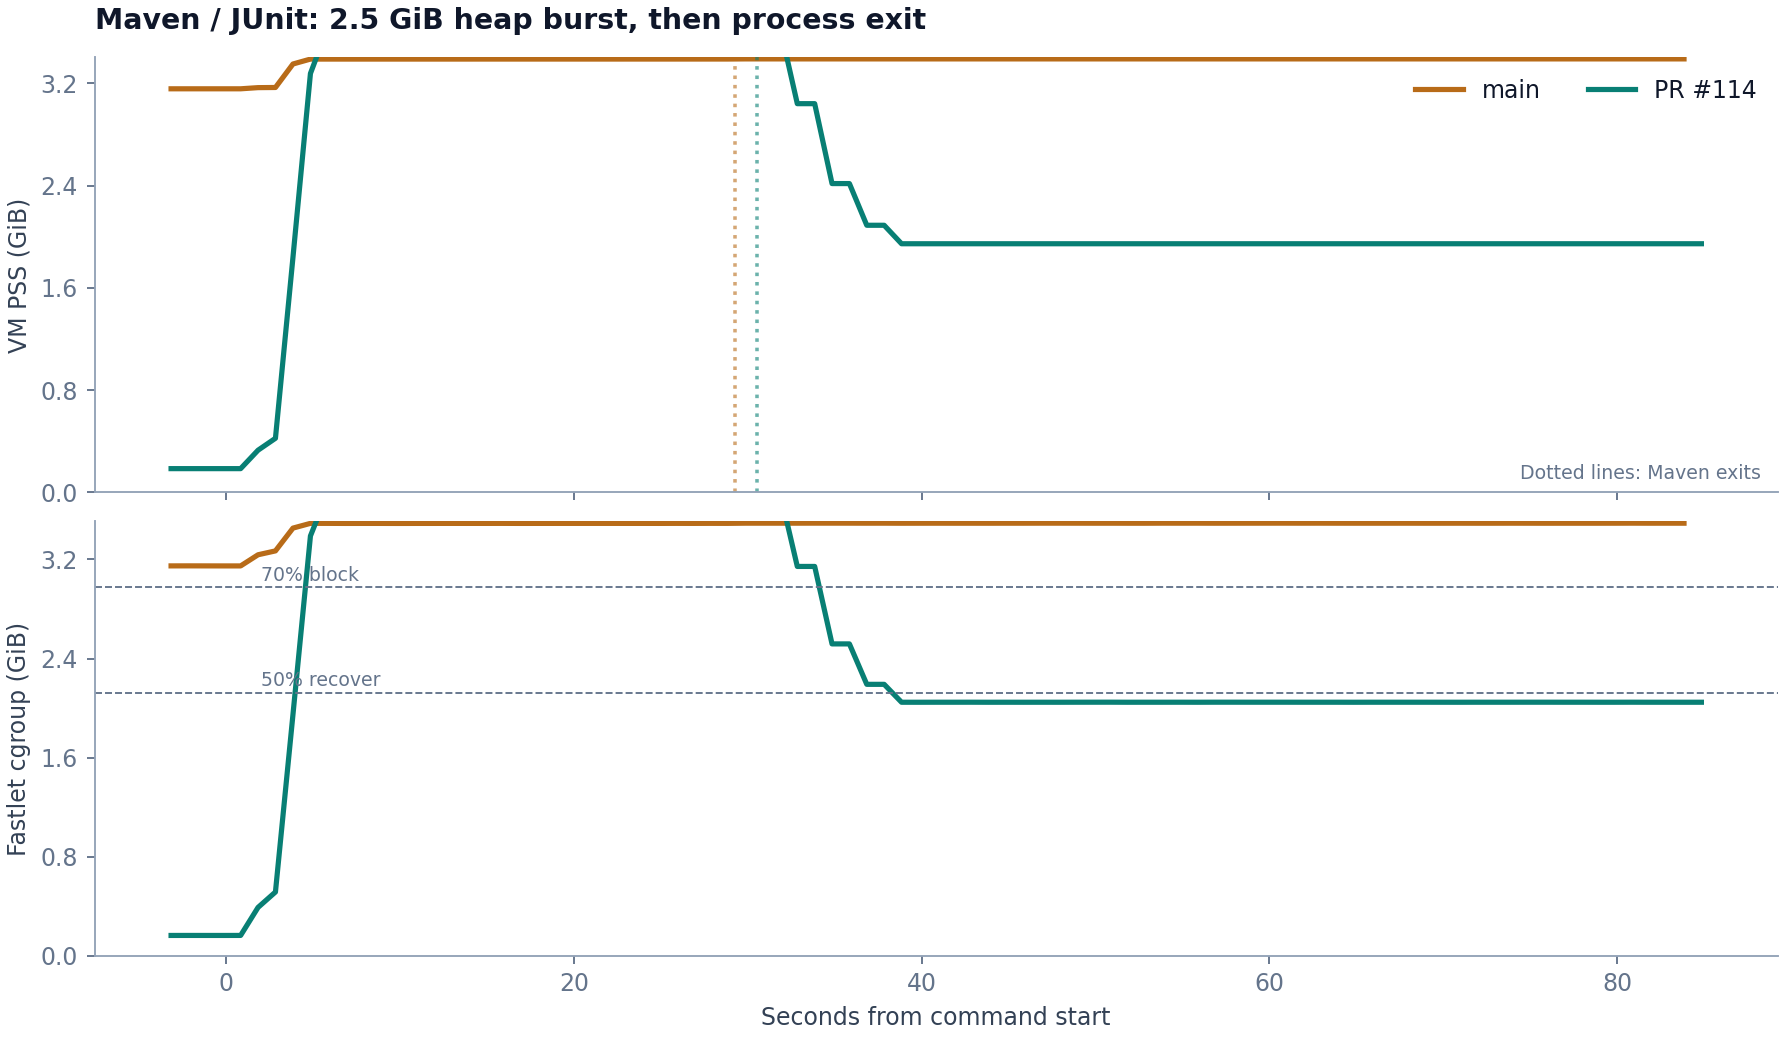 Maven / JUnit: 2.5 GiB heap burst, then process exit
VM PSS (GiB)
3.2
2.4
1.6
0.8
0.0
main
PR #114
Dotted lines: Maven exits
Fastlet cgroup (GiB)
3.2
2.4
1.6
0.8
0.0
70% block
50% recover
0 20 40 60 80
Seconds from command start